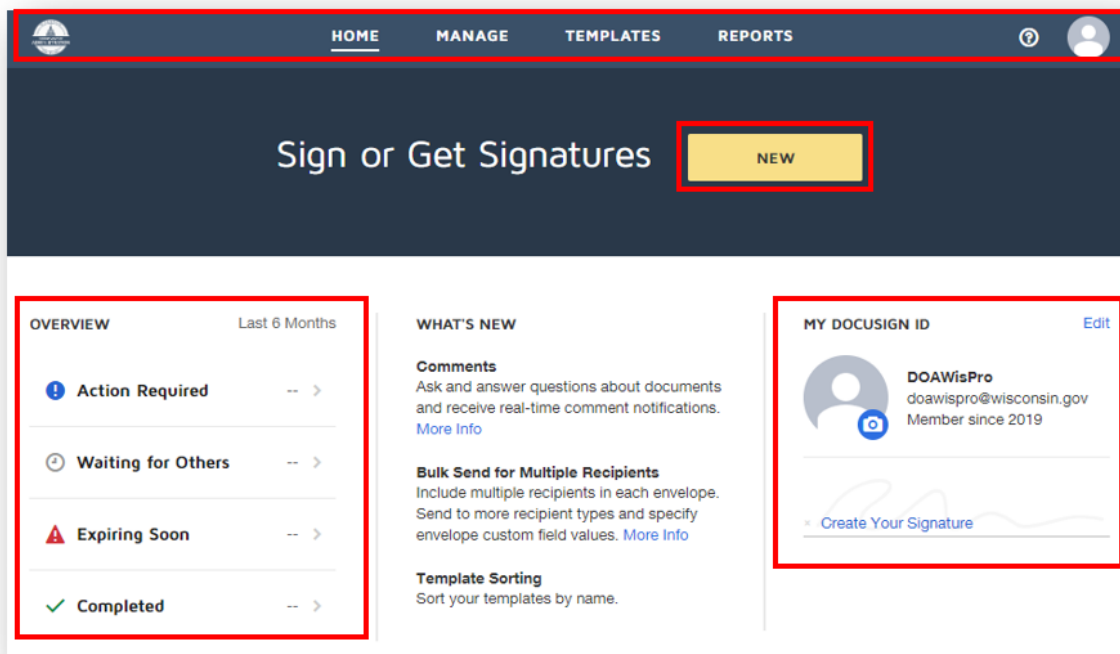 HOME MANAGE TEMPLATES REPORTS ?
Sign or Get Signatures NEW
OVERVIEW Last 6 Months
! Action Required -- >
Waiting for Others -- >
! Expiring Soon -- >
Completed -- >
WHAT'S NEW
Comments
Ask and answer questions about documents
and receive real-time comment notifications.
More Info
Bulk Send for Multiple Recipients
Include multiple recipients in each envelope.
Send to more recipient types and specify
envelope custom field values. More Info
Template Sorting
Sort your templates by name.
MY DOCUSIGN ID Edit
DOAWisPro
doawispro@wisconsin.gov
Member since 2019
× Create Your Signature